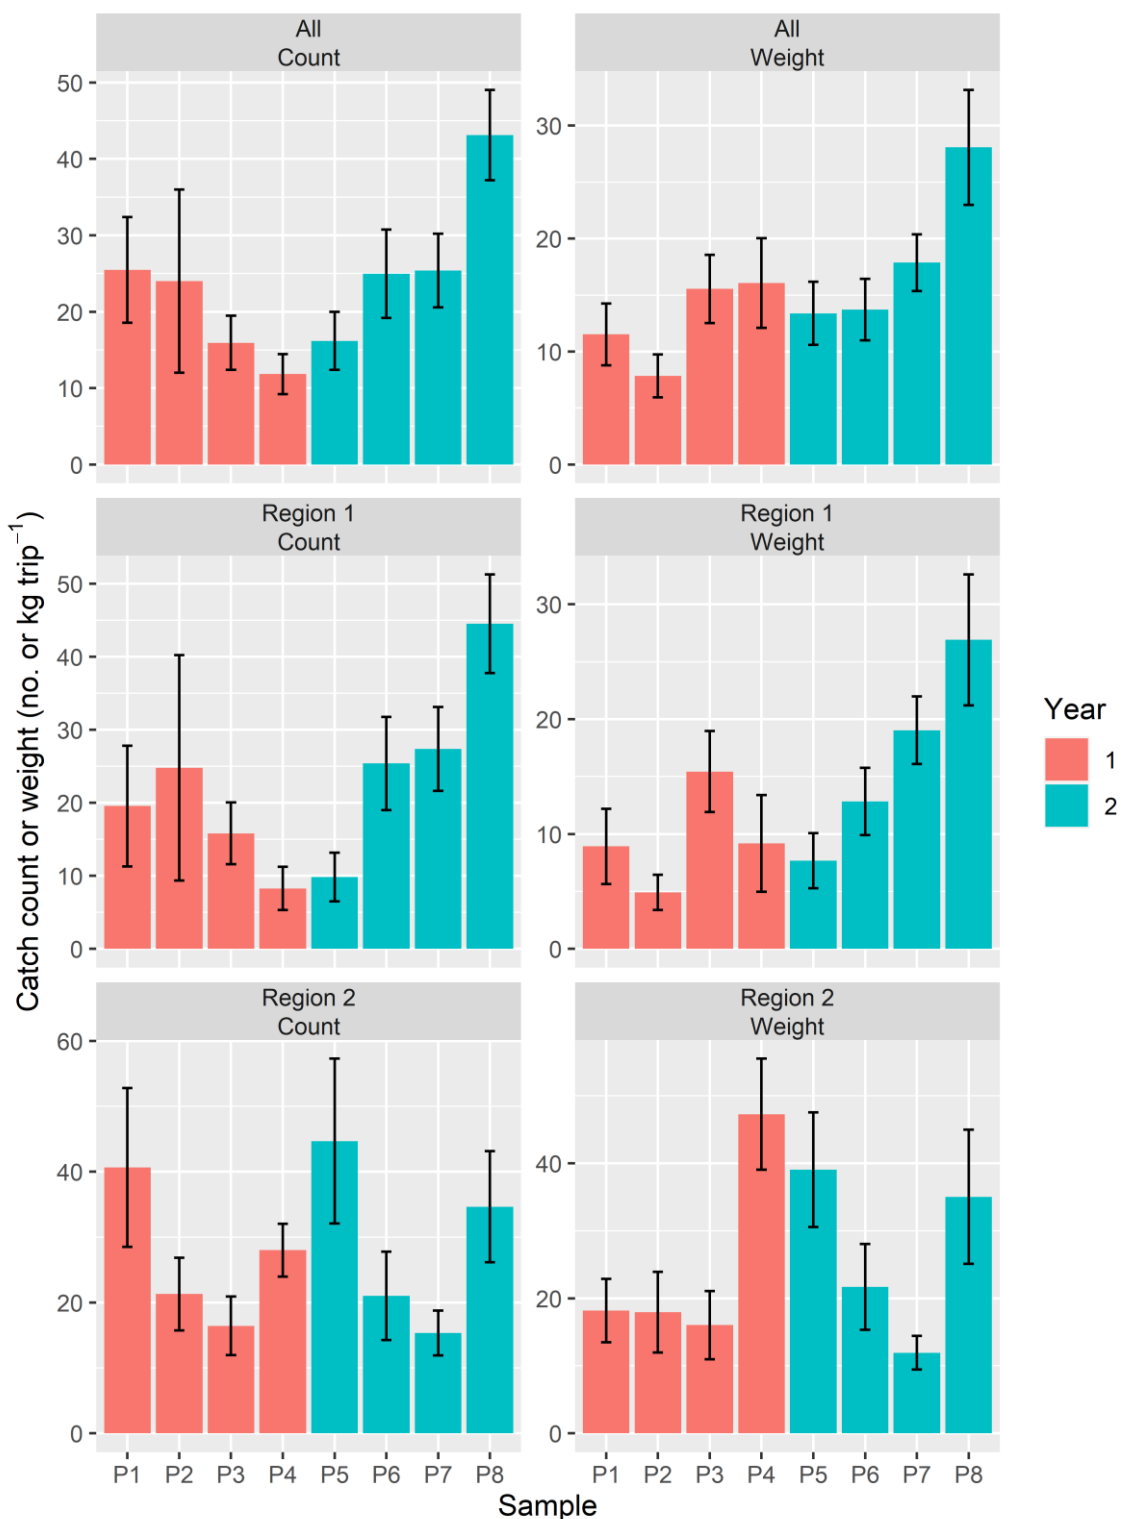 All
Count
All
Weight
50
40
30
20
10
0
30
20
10
0
Region 1
Count
Region 1
Weight
50
40
30
20
10
0
30
20
10
0
Region 2
Count
Region 2
Weight
60
40
20
0
40
20
0
P1 P2 P3 P4 P5 P6 P7 P8
P1 P2 P3 P4 P5 P6 P7 P8
Sample
Catch count or weight (no. or kg trip⁻¹)
Year
1
2